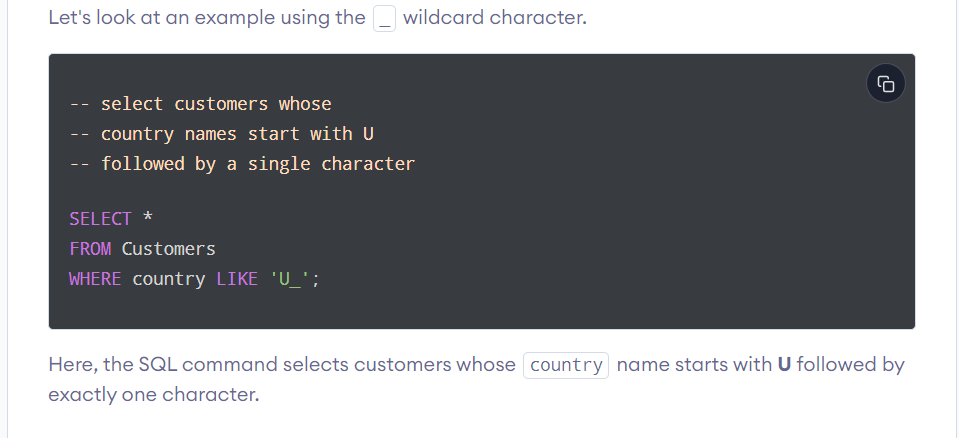 Let's look at an example using the _ wildcard character.
-- select customers whose
-- country names start with U
-- followed by a single character
SELECT *
FROM Customers
WHERE country LIKE 'U_';
Here, the SQL command selects customers whose country name starts with U followed by
exactly one character.